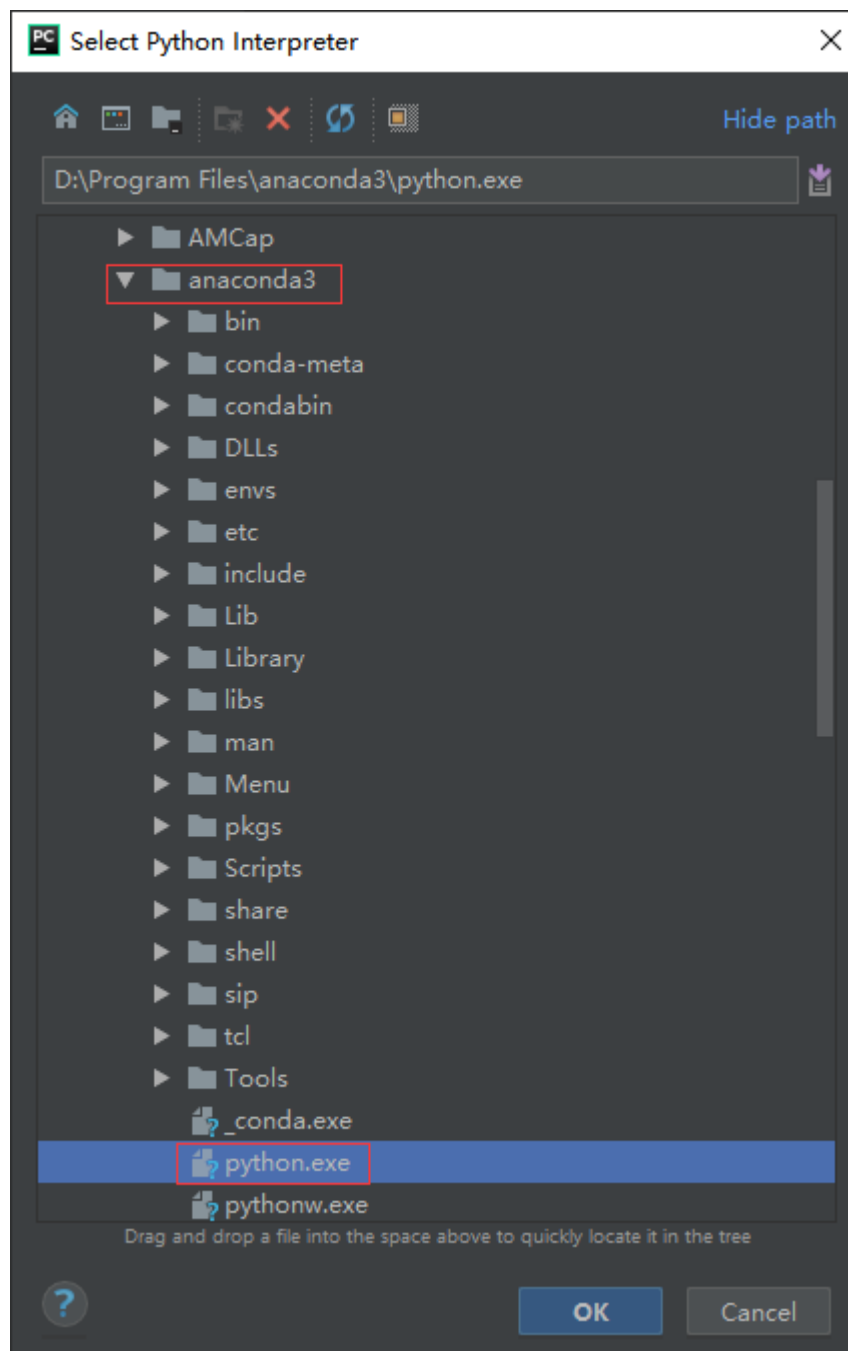 PC Select Python Interpreter
Hide path
D:\Program Files\anaconda3\python.exe
AMCap
anaconda3
bin
conda-meta
condabin
DLLs
envs
etc
include
Lib
Library
libs
man
Menu
pkgs
Scripts
share
shell
sip
tcl
Tools
_conda.exe
python.exe
pythonw.exe
Drag and drop a file into the space above to quickly locate it in the tree
? OK Cancel